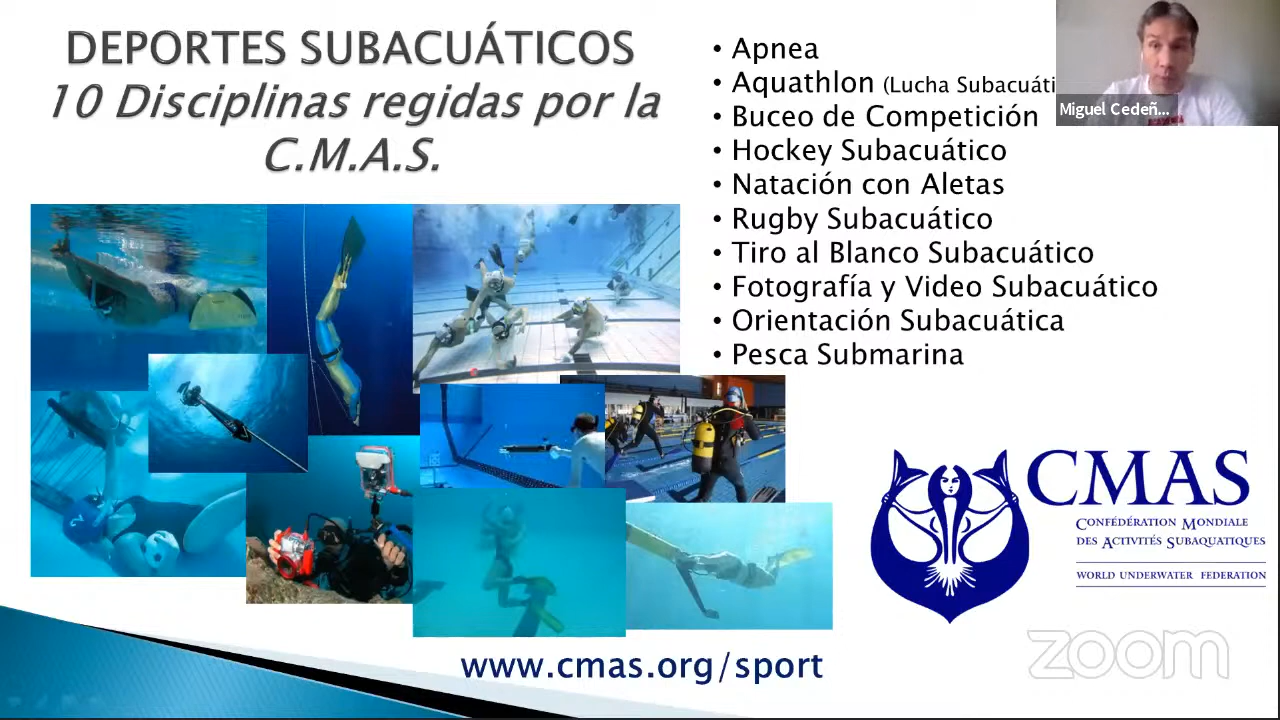 DEPORTES SUBACUÁTICOS
10 Disciplinas regidas por la
C.M.A.S.
• Apnea
• Aquathlon (Lucha Subacuáti
• Buceo de Competición
• Hockey Subacuático
• Natación con Aletas
• Rugby Subacuático
• Tiro al Blanco Subacuático
• Fotografía y Video Subacuático
• Orientación Subacuática
• Pesca Submarina
Miguel Cedeñ...
CMAS
CONFÉDÉRATION MONDIALE
DES ACTIVITÉS SUBAQUATIQUES
WORLD UNDERWATER FEDERATION
zoom
www.cmas.org/sport